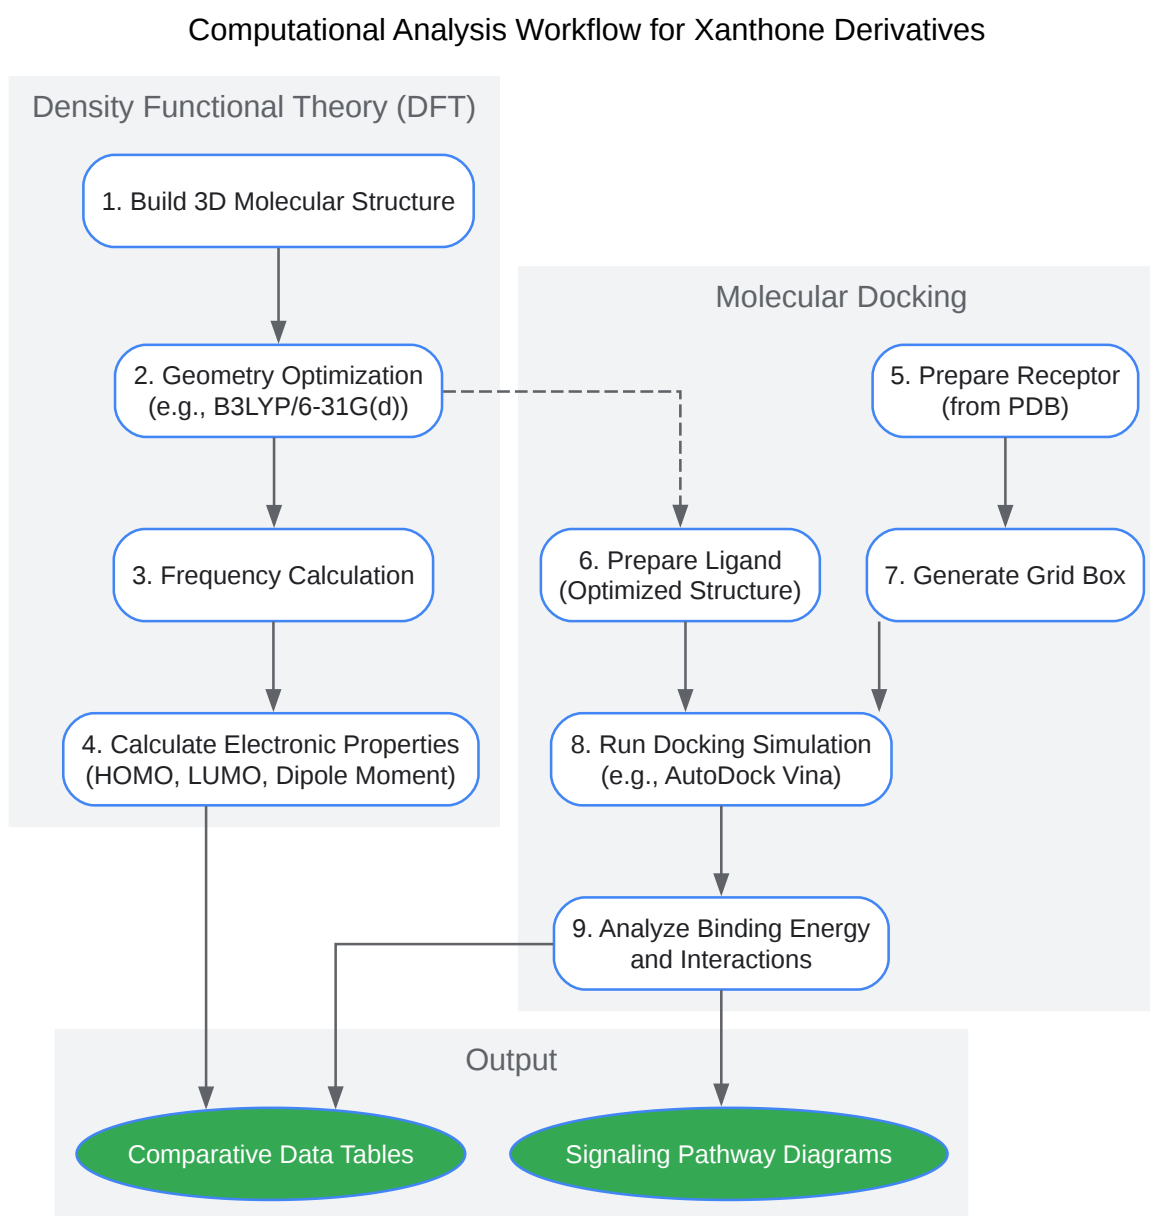 Computational Analysis Workflow for Xanthone Derivatives
Density Functional Theory (DFT)
1. Build 3D Molecular Structure
2. Geometry Optimization
(e.g., B3LYP/6-31G(d))
3. Frequency Calculation
4. Calculate Electronic Properties
(HOMO, LUMO, Dipole Moment)
Molecular Docking
5. Prepare Receptor
(from PDB)
6. Prepare Ligand
(Optimized Structure)
7. Generate Grid Box
8. Run Docking Simulation
(e.g., AutoDock Vina)
9. Analyze Binding Energy
and Interactions
Output
Comparative Data Tables
Signaling Pathway Diagrams